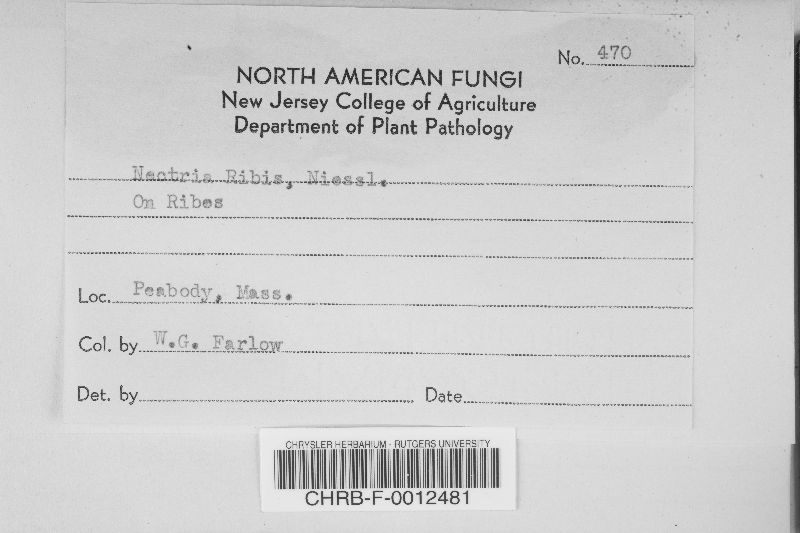 No. 470
NORTH AMERICAN FUNGI
New Jersey College of Agriculture
Department of Plant Pathology
Nectria Ribis, Niessl.
On Ribes
Loc. Peabody, Mass.
Col. by W.G. Farlow
Det. by Date
CHRYSLER HERBARIUM - RUTGERS UNIVERSITY
CHRB-F-0012481